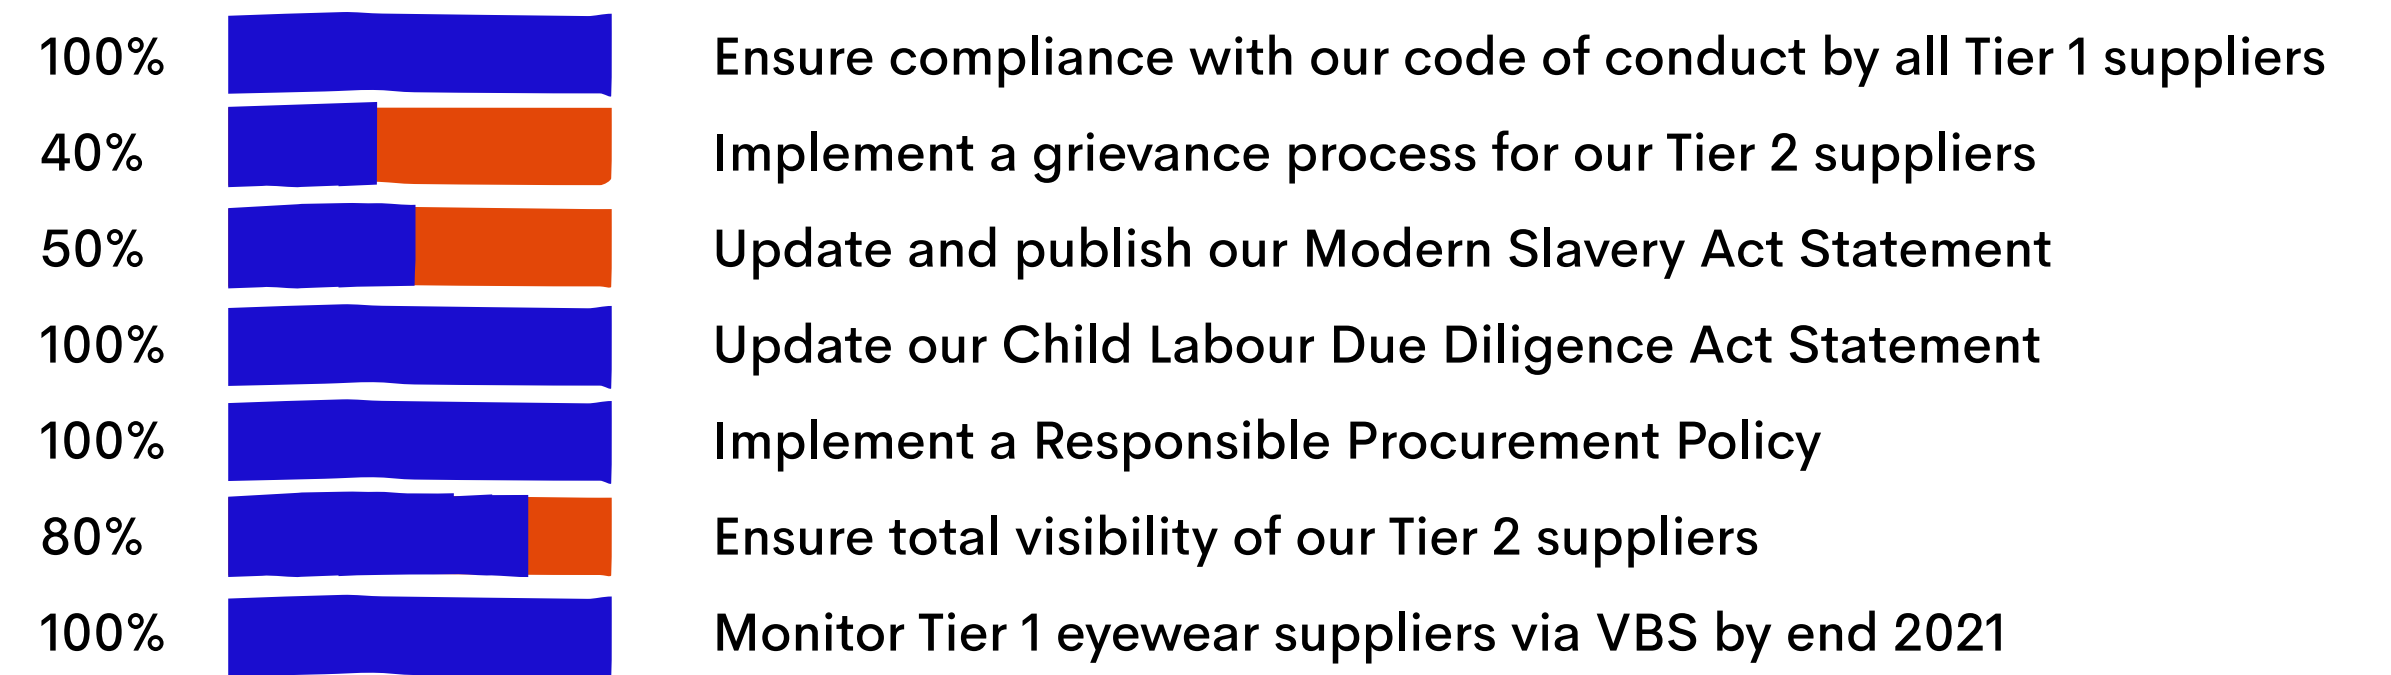 100% Ensure compliance with our code of conduct by all Tier 1 suppliers
40% Implement a grievance process for our Tier 2 suppliers
50% Update and publish our Modern Slavery Act Statement
100% Update our Child Labour Due Diligence Act Statement
100% Implement a Responsible Procurement Policy
80% Ensure total visibility of our Tier 2 suppliers
100% Monitor Tier 1 eyewear suppliers via VBS by end 2021